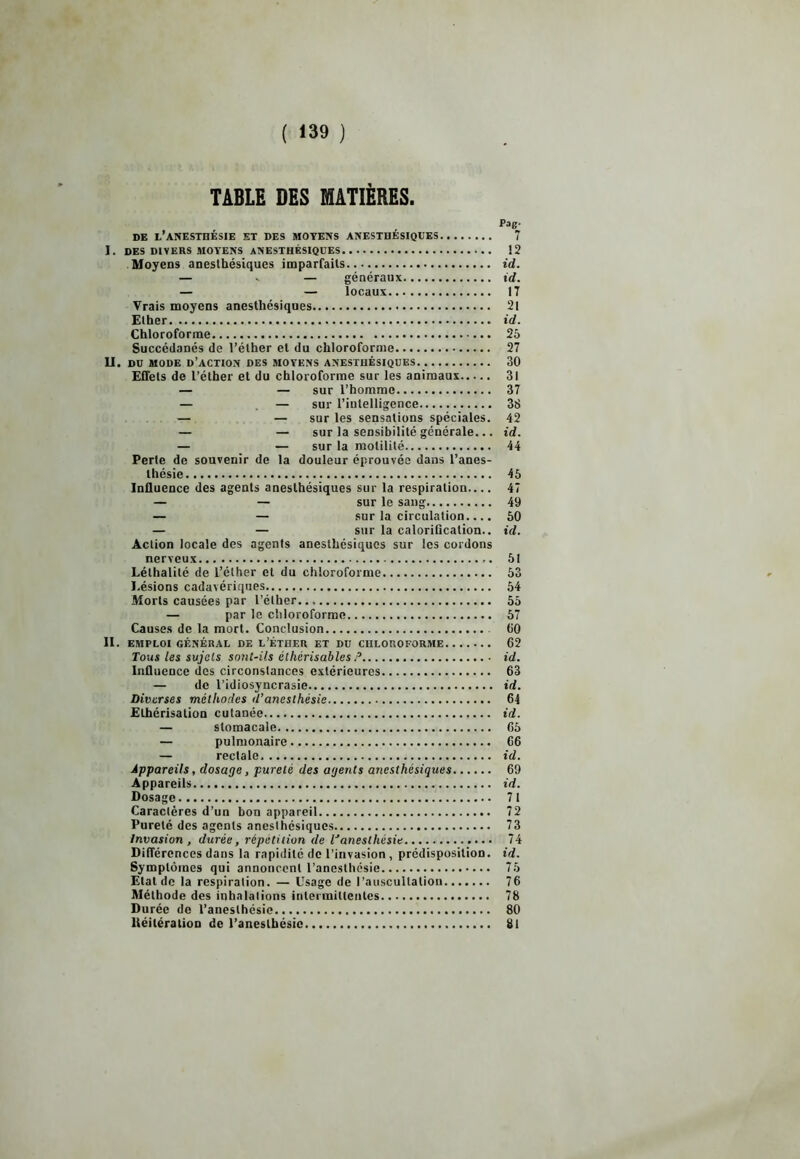 ( 139 )
TABLE DES MATIÈRES.
Pag.
DE L'ANESTHÉSIE ET DES MOYENS ANESTHÉSIQUES........ 7
I. DES DIVERS MOYENS ANESTHÉSIQUES........ 12
Moyens anesthésiques imparfaits........ id.
— — généraux........ id.
— — locaux........ 17
Vrais moyens anesthésiques........ 21
Ether........ id.
Chloroforme........ 25
Succédanés de l'éther et du chloroforme........ 27
II. DU MODE D'ACTION DES MOYENS ANESTHÉSIQUES........ 30
Effets de l'éther et du chloroforme sur les animaux..... 31
— — sur l'homme........ 37
— — sur l'intelligence........ 38
— — sur les sensations spéciales. 42
— — sur la sensibilité générale... id.
— — sur la motilité........ 44
Perte de souvenir de la douleur éprouvée dans l'anes-
thésie........ 45
Influence des agents anesthésiques sur la respiration.... 47
— — sur le sang........ 49
— — sur la circulation.... 50
— — sur la calorification.. id.
Action locale des agents anesthésiques sur les cordons
nerveux........ 51
Léthalité de l'éther et du chloroforme........ 53
Lésions cadavériques........ 54
Morts causées par l'éther........ 55
— par le chloroforme........ 57
Causes de la mort. Conclusion........ 60
II. EMPLOI GÉNÉRAL DE L'ÉTHER ET DU CHLOROFORME....... 62
Tous les sujets sont-ils éthérisables?........ id.
Influence des circonstances extérieures........ 63
— de l'idiosyncrasie........ id.
Diverses méthodes d'anesthésie........ 64
Ethérisation cutanée........ id.
— stomacale........ 65
— pulmonaire........ 66
— rectale........ id.
Appareils, dosage, pureté des agents anesthésiques...... 69
Appareils........ id.
Dosage........ 71
Caractères d'un bon appareil........ 72
Pureté des agents anesthésiques........ 73
Invasion, durée, répétition de l'anesthésie........ 74
Différences dans la rapidité de l'invasion, prédisposition. id.
Symptômes qui annoncent l'anesthésie........ 75
Etat de la respiration. — Usage de l'auscultation....... 76
Méthode des inhalations intermittentes........ 78
Durée de l'anesthésie........ 80
Réitération de l'anesthésie........ 81